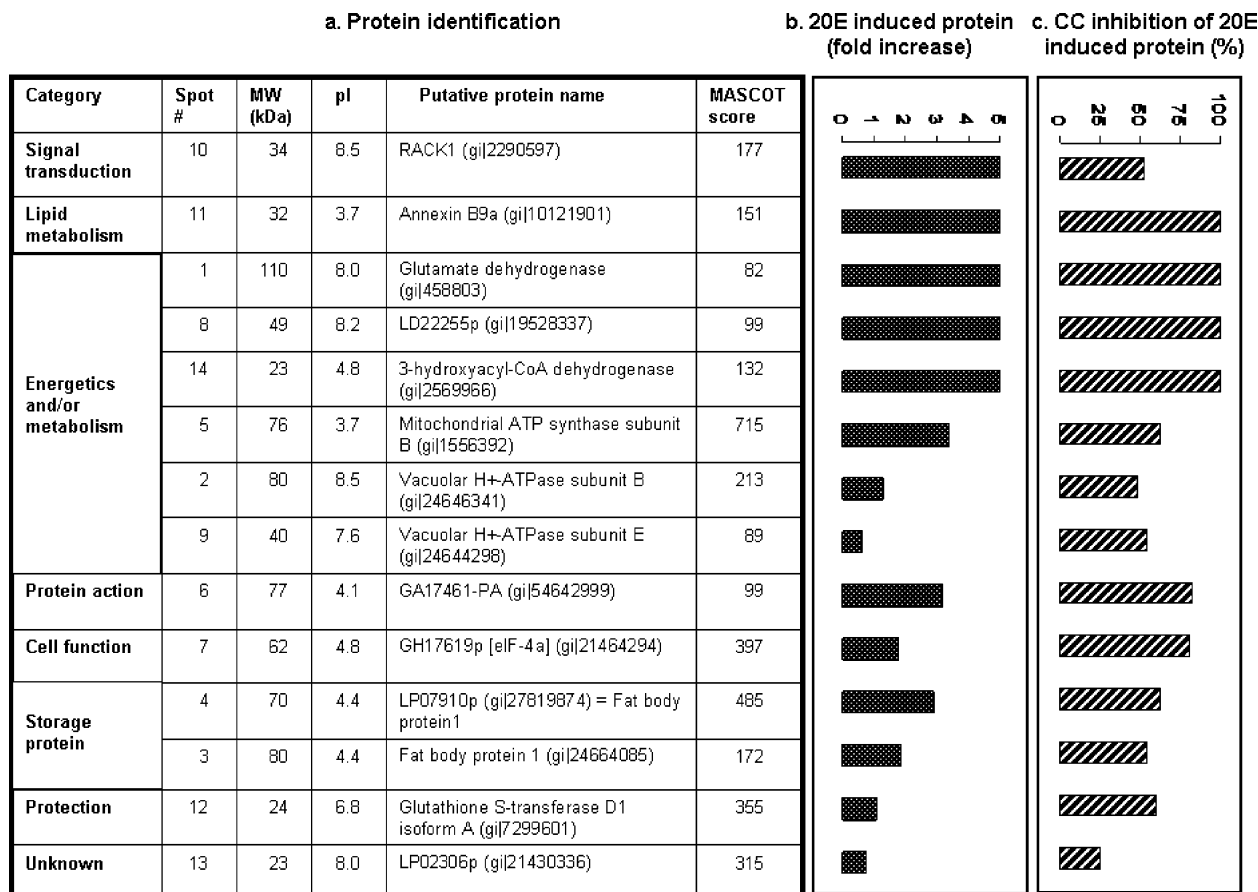 a. Protein identification
b. 20E induced protein
(fold increase)
c. CC inhibition of 20E
induced protein (%)
Category Spot # MW (kDa) pI Putative protein name MASCOT score
0 1 2 3 4 5
0 25 50 75 100
Signal transduction 10 34 8.5 RACK1 (gi|2290597) 177
Lipid metabolism 11 32 3.7 Annexin B9a (gi|10121901) 151
Energetics and/or metabolism
1 110 8.0 Glutamate dehydrogenase 82
(gi|458803)
8 49 8.2 LD22255p (gi|19528337) 99
14 23 4.8 3-hydroxyacyl-CoA dehydrogenase 132
(gi|2569966)
5 76 3.7 Mitochondrial ATP synthase subunit 715
B (gi|1556392)
2 80 8.5 Vacuolar H+-ATPase subunit B 213
(gi|24646341)
9 40 7.6 Vacuolar H+-ATPase subunit E 89
(gi|24644298)
Protein action 6 77 4.1 GA17461-PA (gi|54642999) 99
Cell function 7 62 4.8 GH17619p [eIF-4a] (gi|21464294) 397
Storage protein
4 70 4.4 LP07910p (gi|27819874) = Fat body 485
protein1
3 80 4.4 Fat body protein 1 (gi|24664085) 172
Protection 12 24 6.8 Glutathione S-transferase D1 355
isoform A (gi|7299601)
Unknown 13 23 8.0 LP02306p (gi|21430336) 315